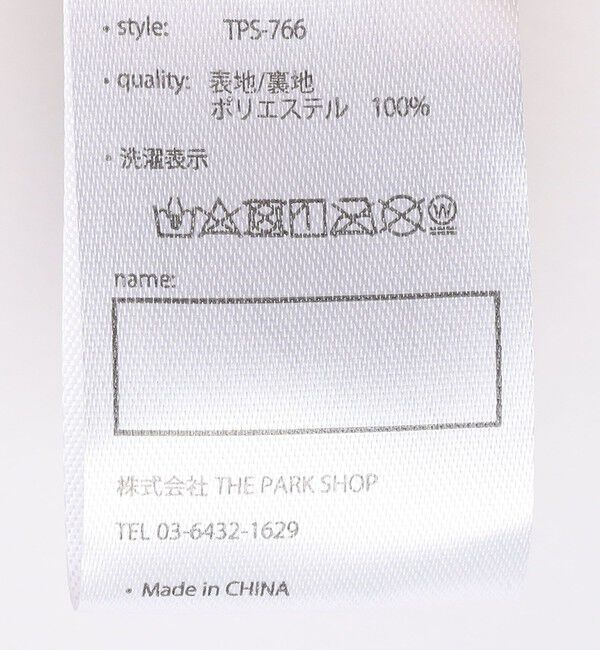 ・style: TPS-766
・quality: 表地/裏地
ポリエステル 100%
・洗濯表示
W
name:
株式会社 THE PARK SHOP
TEL 03-6432-1629
・Made in CHINA